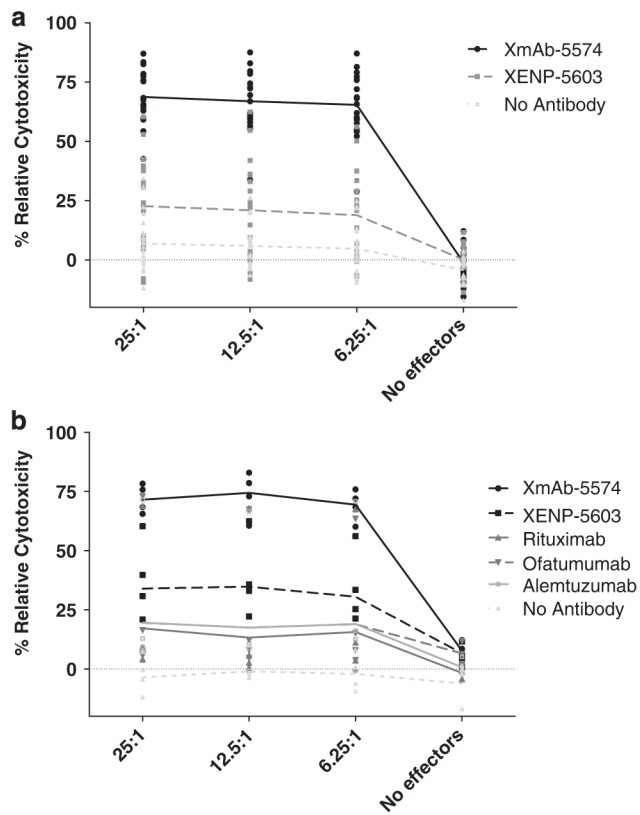 a
% Relative Cytotoxicity
100
75
50
25
0
25:1
12.5:1
6.25:1
No effectors
XmAb-5574
XENP-5603
No Antibody
b
% Relative Cytotoxicity
100
75
50
25
0
25:1
12.5:1
6.25:1
No effectors
XmAb-5574
XENP-5603
Rituximab
Ofatumumab
Alemtuzumab
No Antibody